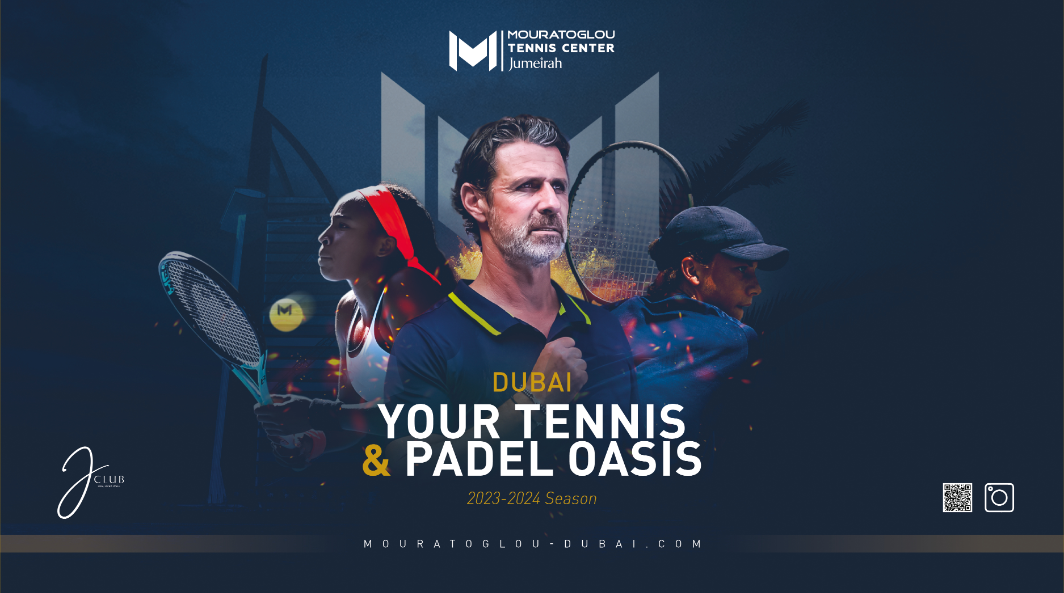 MOURATOGLOU
TENNIS CENTER
Jumeirah
M
DUBAI
YOUR TENNIS
& PADEL OASIS
2023-2024 Season
J CLUB
MOURATOGLOU-DUBAI.COM